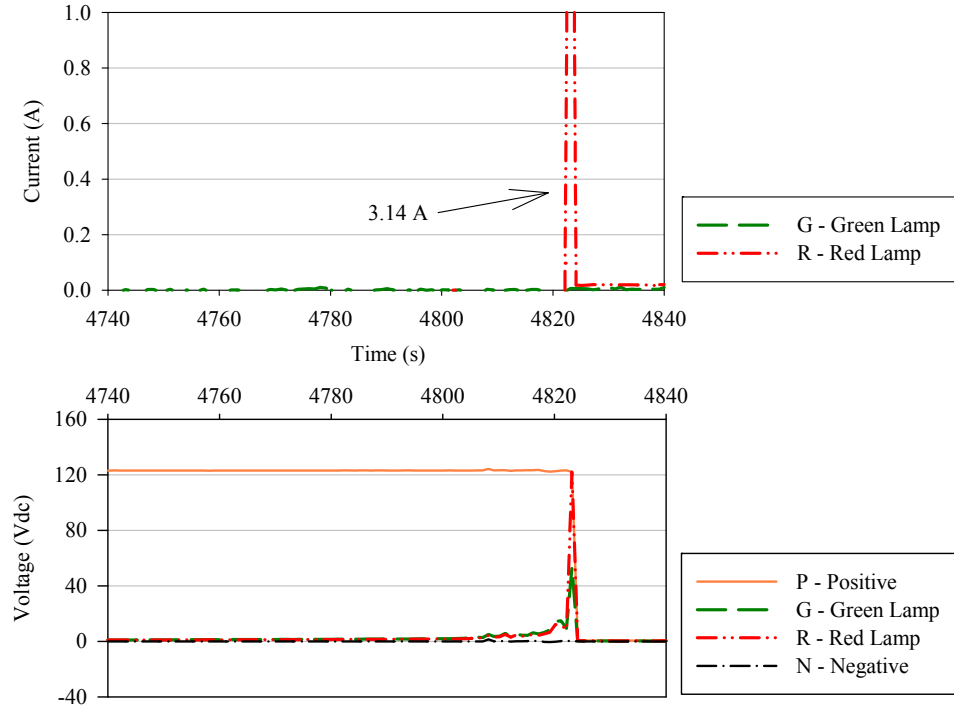 1.0
0.8
0.6
0.4
0.2
0.0
Current (A)
3.14 A
4740 4760 4780 4800 4820 4840
Time (s)
G - Green Lamp
R - Red Lamp
4740 4760 4780 4800 4820 4840
160
120
80
40
0
-40
Voltage (Vdc)
P - Positive
G - Green Lamp
R - Red Lamp
N - Negative